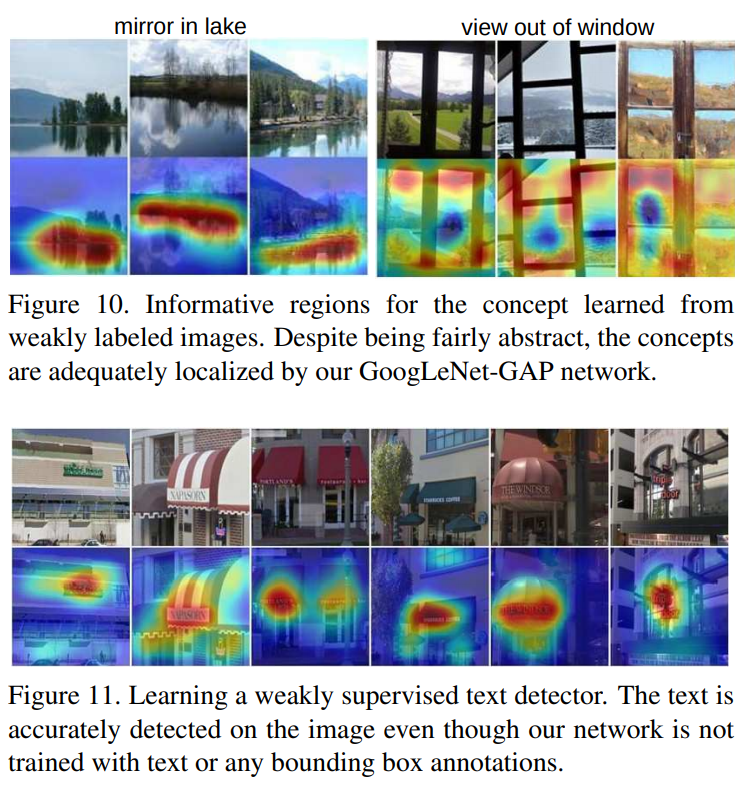 mirror in lake
view out of window
Figure 10. Informative regions for the concept learned from
weakly labeled images. Despite being fairly abstract, the concepts
are adequately localized by our GoogLeNet-GAP network.
NAPASORN
STARBUCKS COFFEE
THE WINDSOR
Figure 11. Learning a weakly supervised text detector. The text is
accurately detected on the image even though our network is not
trained with text or any bounding box annotations.